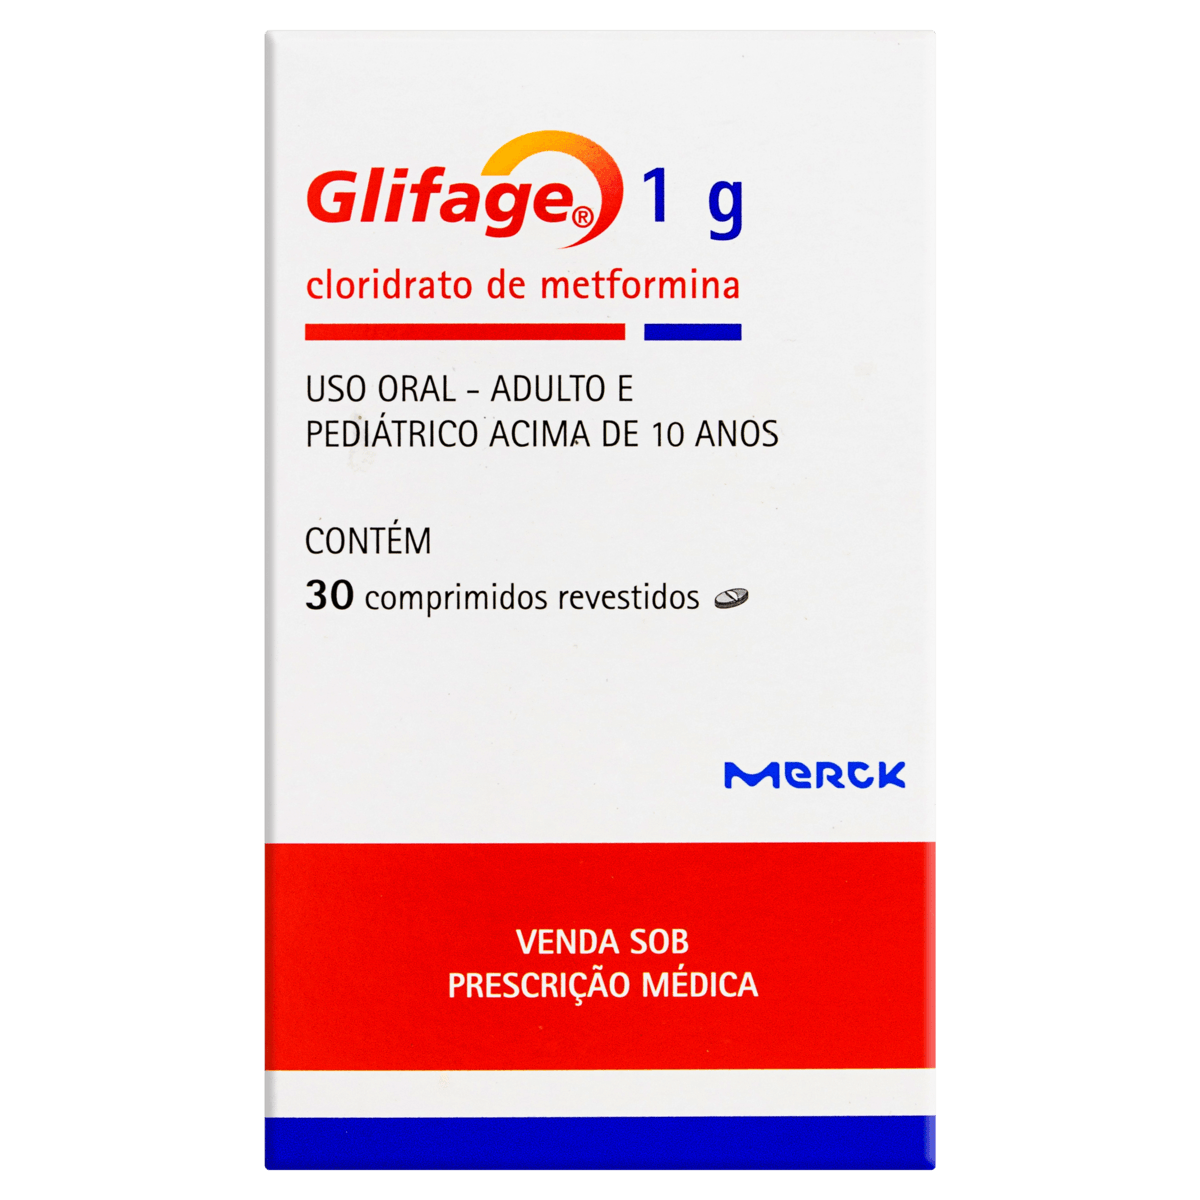 Glifage® 1 g
cloridrato de metformina
USO ORAL - ADULTO E
PEDIÁTRICO ACIMA DE 10 ANOS
CONTÉM
30 comprimidos revestidos
MERCK
VENDA SOB
PRESCRIÇÃO MÉDICA